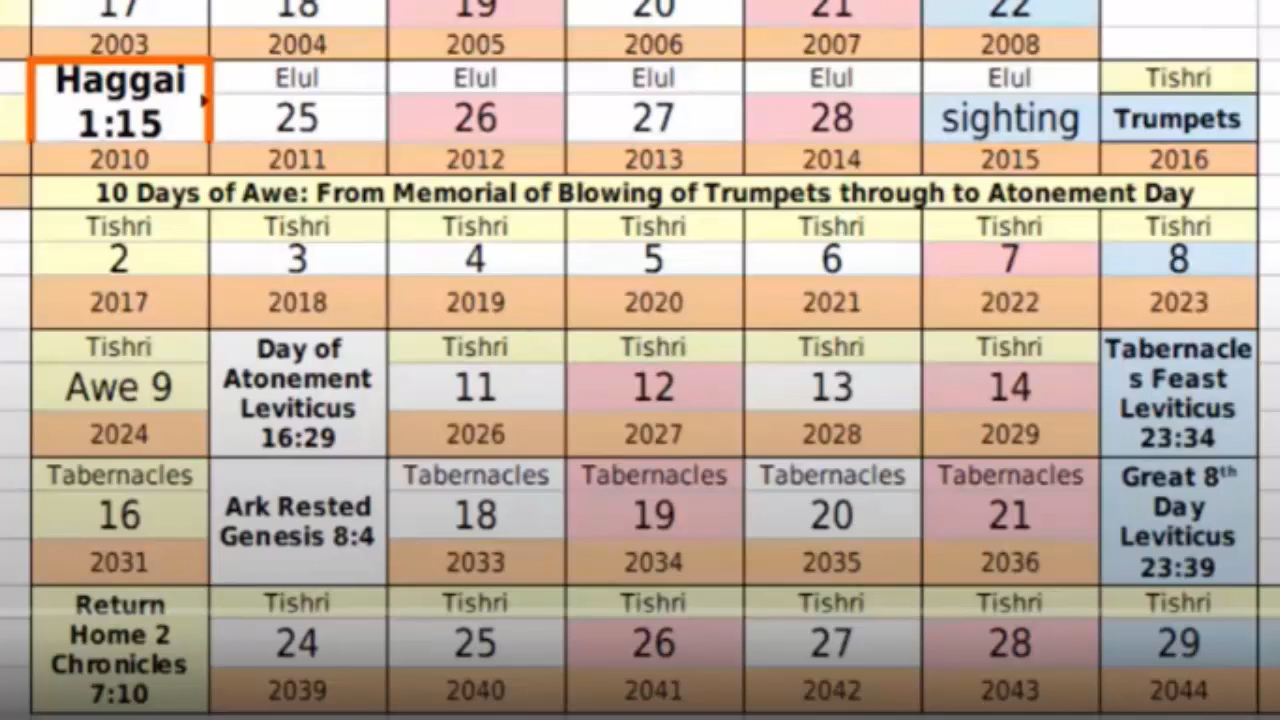 17 18 19 20 21 22
2003 2004 2005 2006 2007 2008
Haggai Elul Elul Elul Elul Elul Tishri
1:15 25 26 27 28 sighting Trumpets
2010 2011 2012 2013 2014 2015 2016
10 Days of Awe: From Memorial of Blowing of Trumpets through to Atonement Day
Tishri Tishri Tishri Tishri Tishri Tishri Tishri
2 3 4 5 6 7 8
2017 2018 2019 2020 2021 2022 2023
Tishri
Awe 9
2024
Day of
Atonement
Leviticus
16:29
Tishri
11
2026
Tishri
12
2027
Tishri
13
2028
Tishri
14
2029
Tabernacle
s Feast
Leviticus
23:34
Tabernacles
16
2031
Ark Rested
Genesis 8:4
Tabernacles
18
2033
Tabernacles
19
2034
Tabernacles
20
2035
Tabernacles
21
2036
Great 8th
Day
Leviticus
23:39
Return
Home 2
Chronicles
7:10
Tishri
24
2039
Tishri
25
2040
Tishri
26
2041
Tishri
27
2042
Tishri
28
2043
Tishri
29
2044